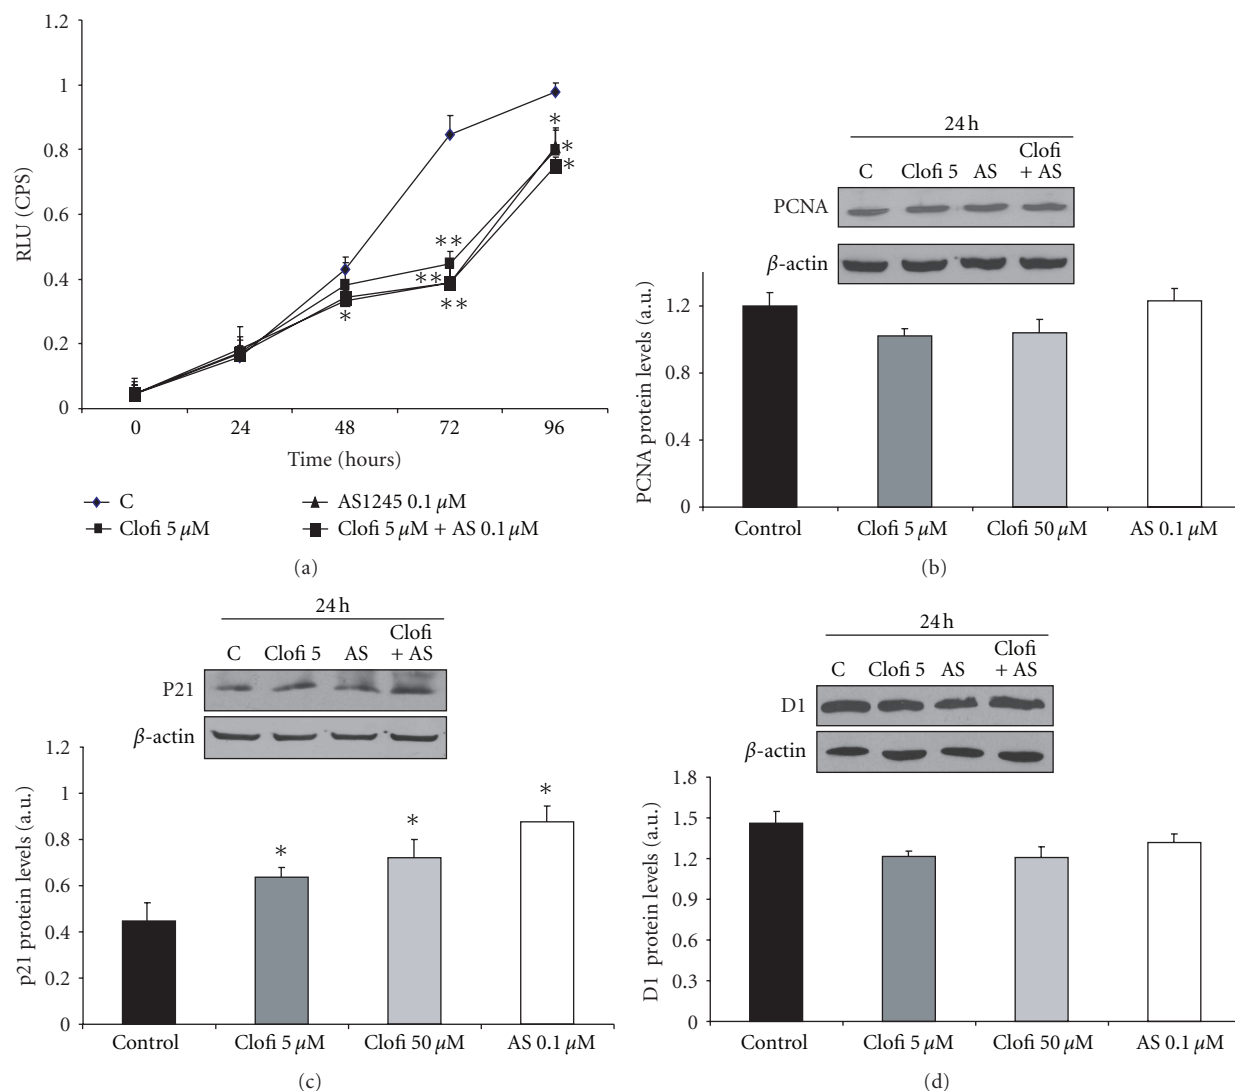 1.2
1
0.8
0.6
0.4
0.2
0
RLU (CPS)
*
*
*
**
**
**
*
0 24 48 72 96
Time (hours)
C
AS1245 0.1 μM
Clofi 5 μM
Clofi 5 μM + AS 0.1 μM
(a)
24 h
Clofi
C Clofi 5 AS + AS
PCNA
β-actin
1.2
0.8
0.4
0
PCNA protein levels (a.u.)
Control Clofi 5 μM Clofi 50 μM AS 0.1 μM
(b)
24 h
Clofi
C Clofi 5 AS + AS
P21
β-actin
1.2
1
0.8
0.6
0.4
0.2
0
p21 protein levels (a.u.)
*
*
*
Control Clofi 5 μM Clofi 50 μM AS 0.1 μM
(c)
24 h
Clofi
C Clofi 5 AS + AS
D1
β-actin
1.8
1.5
1.2
0.9
0.6
0.3
0
D1 protein levels (a.u.)
Control Clofi 5 μM Clofi 50 μM AS 0.1 μM
(d)